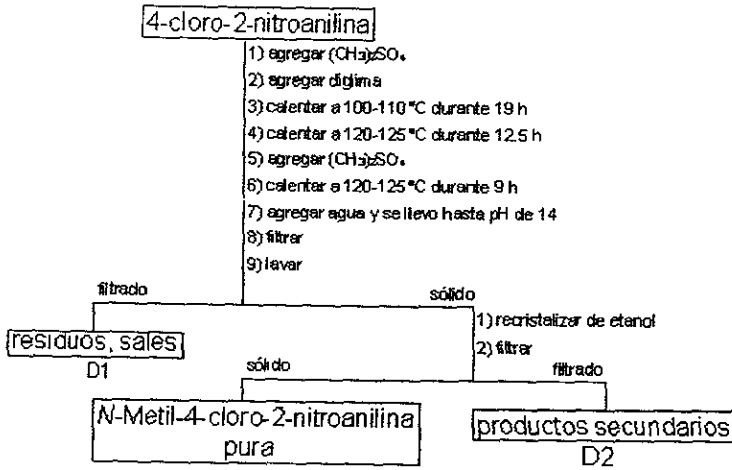 4-cloro-2-nitroanilina
1) agregar (CH₃)₂SO₄
2) agregar diglima
3) calentar a 100-110 °C durante 19 h
4) calentar a 120-125 °C durante 12.5 h
5) agregar (CH₃)₂SO₄
6) calentar a 120-125 °C durante 9 h
7) agregar agua y se llevo hasta pH de 14
8) filtrar
9) lavar
filtrado
sólido
residuos, sales
D1
1) recristalizar de etanol
2) filtrar
sólido
filtrado
N-Metil-4-cloro-2-nitroanilina
pura
productos secundarios
D2